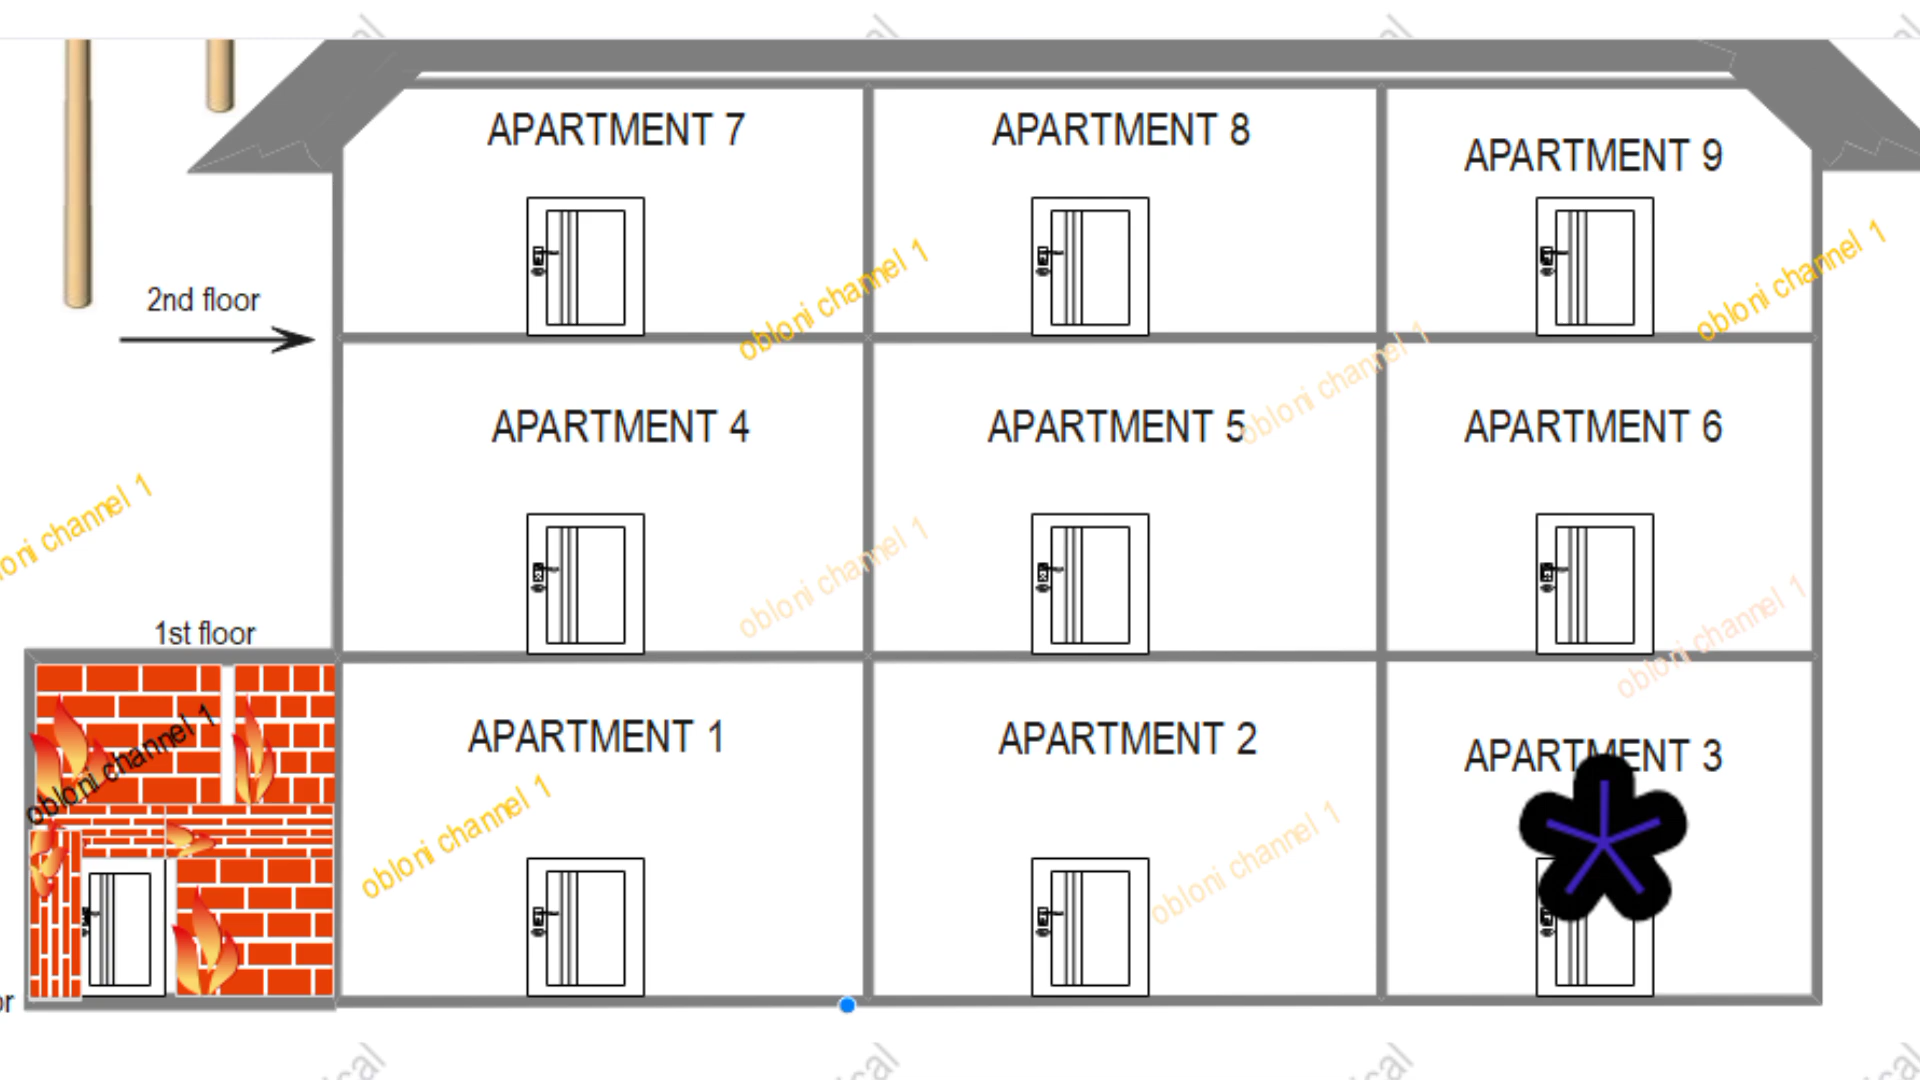 APARTMENT 7
APARTMENT 8
APARTMENT 9
obloni channel 1
obloni channel 1
2nd floor
obloni channel 1
APARTMENT 4
APARTMENT 5
APARTMENT 6
oni channel 1
obloni channel 1
obloni channel 1
1st floor
obloni channel 1
APARTMENT 1
APARTMENT 2
APARTMENT 3
obloni channel 1
obloni channel 1